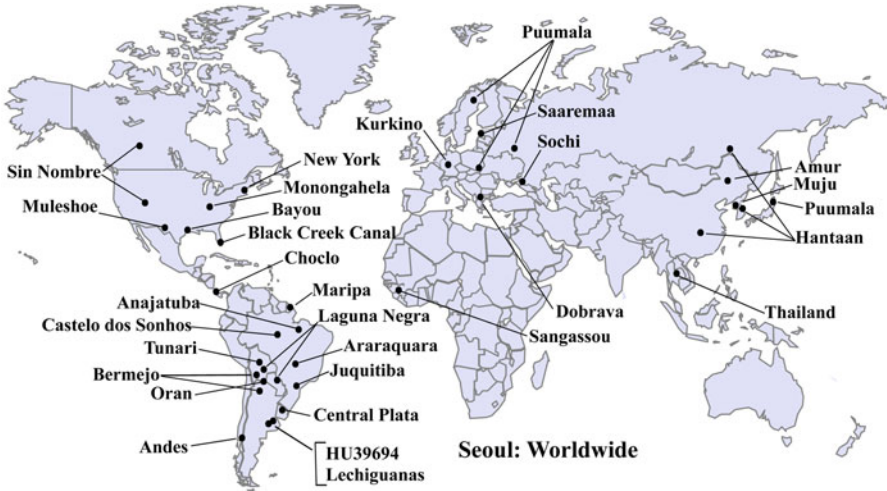 Puumala
Saaremaa
Kurkino
Sochi
New York
Sin Nombre
Monongahela
Amur
Muju
Muleshoe
Bayou
Puumala
Black Creek Canal
Hantaan
Choclo
Maripa
Anajatuba
Laguna Negra
Dobrava
Thailand
Castelo dos Sonhos
Sangassou
Tunari
Araraquara
Bermejo
Juquitiba
Oran
Central Plata
Andes
HU39694
Lechiguanas
Seoul: Worldwide